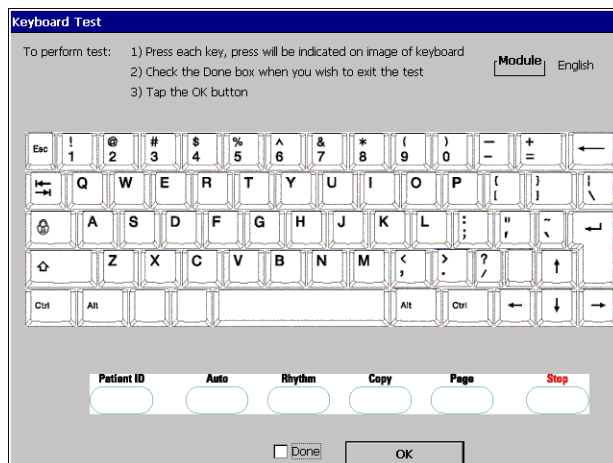 Keyboard Test
To perform test: 1) Press each key, press will be indicated on image of keyboard
2) Check the Done box when you wish to exit the test
3) Tap the OK button
Module English
Esc ! 1 @ 2 # 3 $ 4 % 5 ^ 6 & 7 * 8 ( 9 ) 0 — - + = ←
Q W E R T Y U I O P { [ } ] ¦ \
A S D F G H J K L : ; " ' ~ ` ↵
⇧ Z X C V B N M < , > . ? / ↑
Ctrl Alt Alt Ctrl ← ↓ →
Patient ID Auto Rhythm Copy Page Stop
Done OK